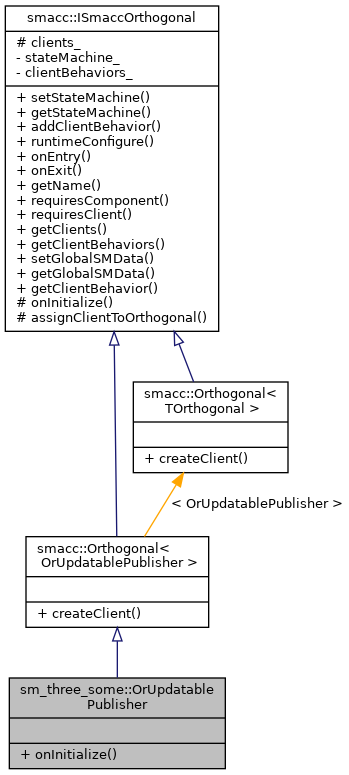 smacc::ISmaccOrthogonal
# clients_
- stateMachine_
- clientBehaviors_
+ setStateMachine()
+ getStateMachine()
+ addClientBehavior()
+ runtimeConfigure()
+ onEntry()
+ onExit()
+ getName()
+ requiresComponent()
+ requiresClient()
+ getClients()
+ getClientBehaviors()
+ setGlobalSMData()
+ getGlobalSMData()
+ getClientBehavior()
# onInitialize()
# assignClientToOrthogonal()
smacc::Orthogonal<
TOrthogonal >
+ createClient()
< OrUpdatablePublisher >
smacc::Orthogonal<
OrUpdatablePublisher >
+ createClient()
sm_three_some::OrUpdatable
Publisher
+ onInitialize()